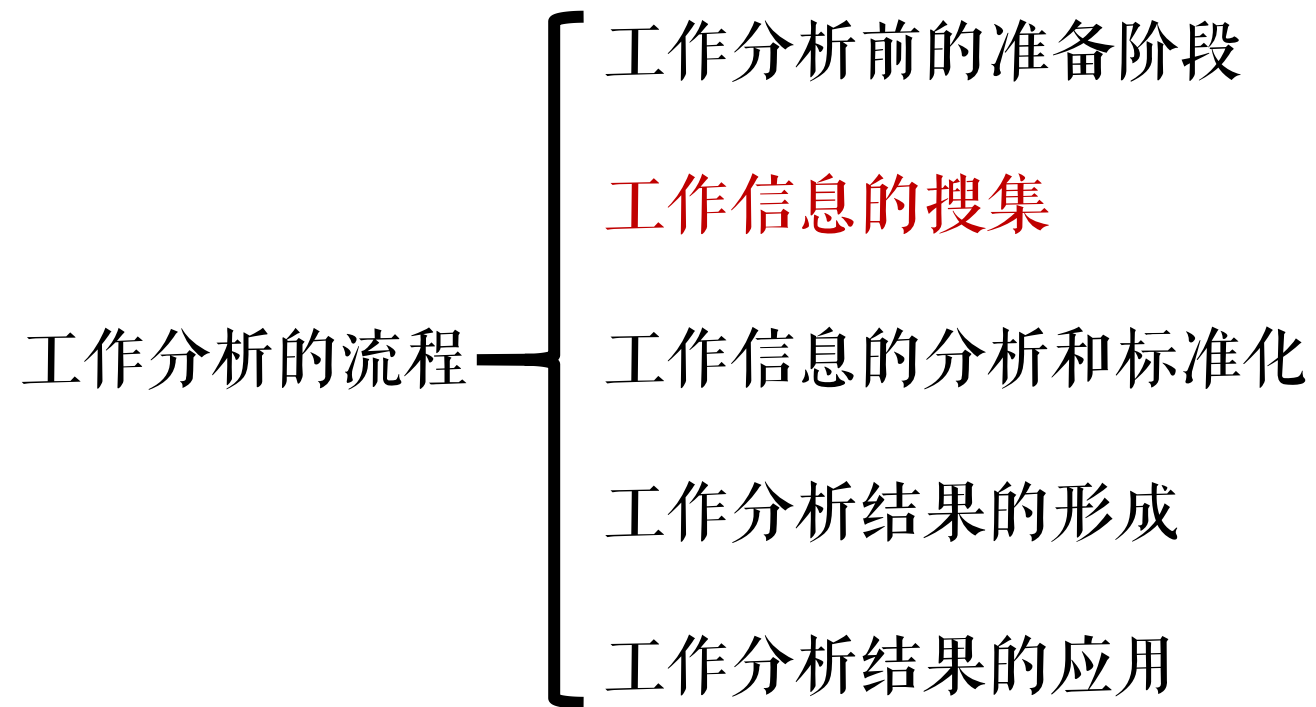 工作分析的流程
工作分析前的准备阶段
工作信息的搜集
工作信息的分析和标准化
工作分析结果的形成
工作分析结果的应用